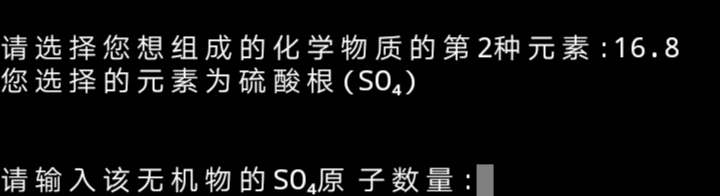 请选择您想组成的化学物质的第2种元素:16.8
您选择的元素为硫酸根(SO₄)
请输入该无机物的SO₄原 子数量: